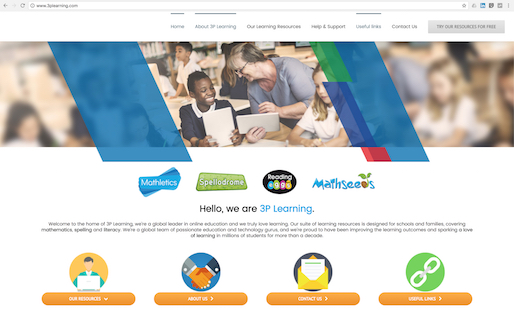 www.3plearning.com
Home About 3P Learning Our Learning Resources Help & Support Useful links Contact Us TRY OUR RESOURCES FOR FREE
Mathletics Spellodrome Reading eggs Mathseeds
Hello, we are 3P Learning.
Welcome to the home of 3P Learning, we're a global leader in online education and we truly love learning. Our suite of learning resources is designed for schools and families, covering
mathematics, spelling and literacy. We're a global team of passionate education and technology gurus, and we're proud to have been improving the learning outcomes and sparking a love
of learning in millions of students for more than a decade.
OUR RESOURCES ABOUT US CONTACT US USEFUL LINKS